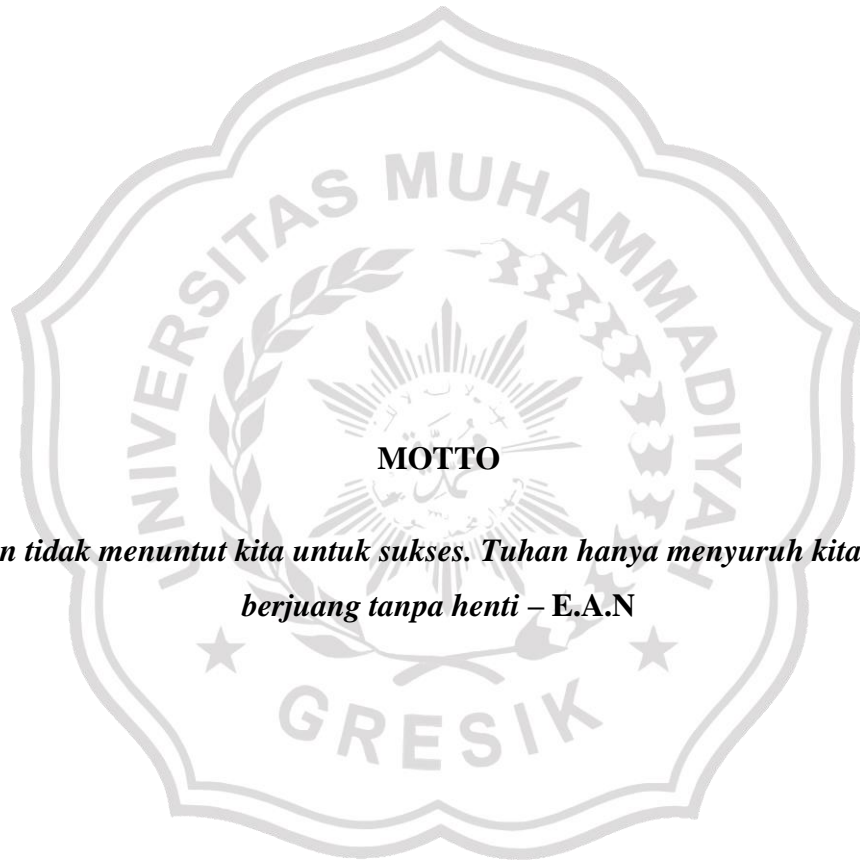 UNIVERSITAS MUHAMMADIYAH
GRESIK
MOTTO
n tidak menuntut kita untuk sukses. Tuhan hanya menyuruh kita
berjuang tanpa henti – E.A.N